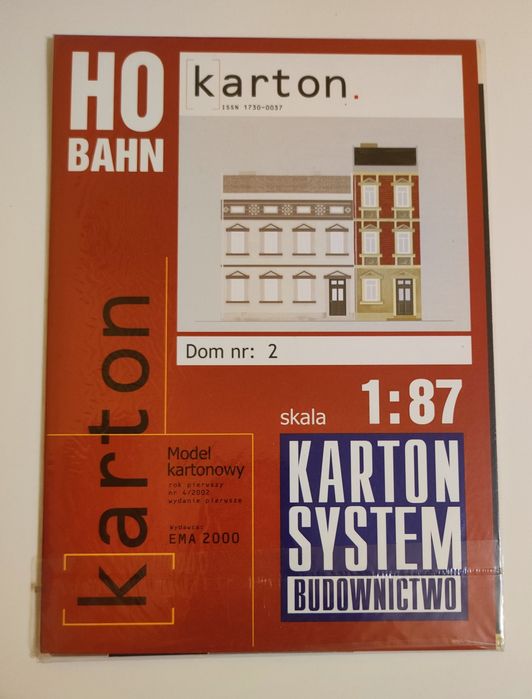 HO
BAHN
[karton.
ISSN 1730-0037
Dom nr: 2
skala 1:87
[karton]
Model
kartonowy
rok pierwszy
nr 4/2002
wydanie pierwsze
Wydawca:
EMA 2000
KARTON
SYSTEM
BUDOWNICTWO